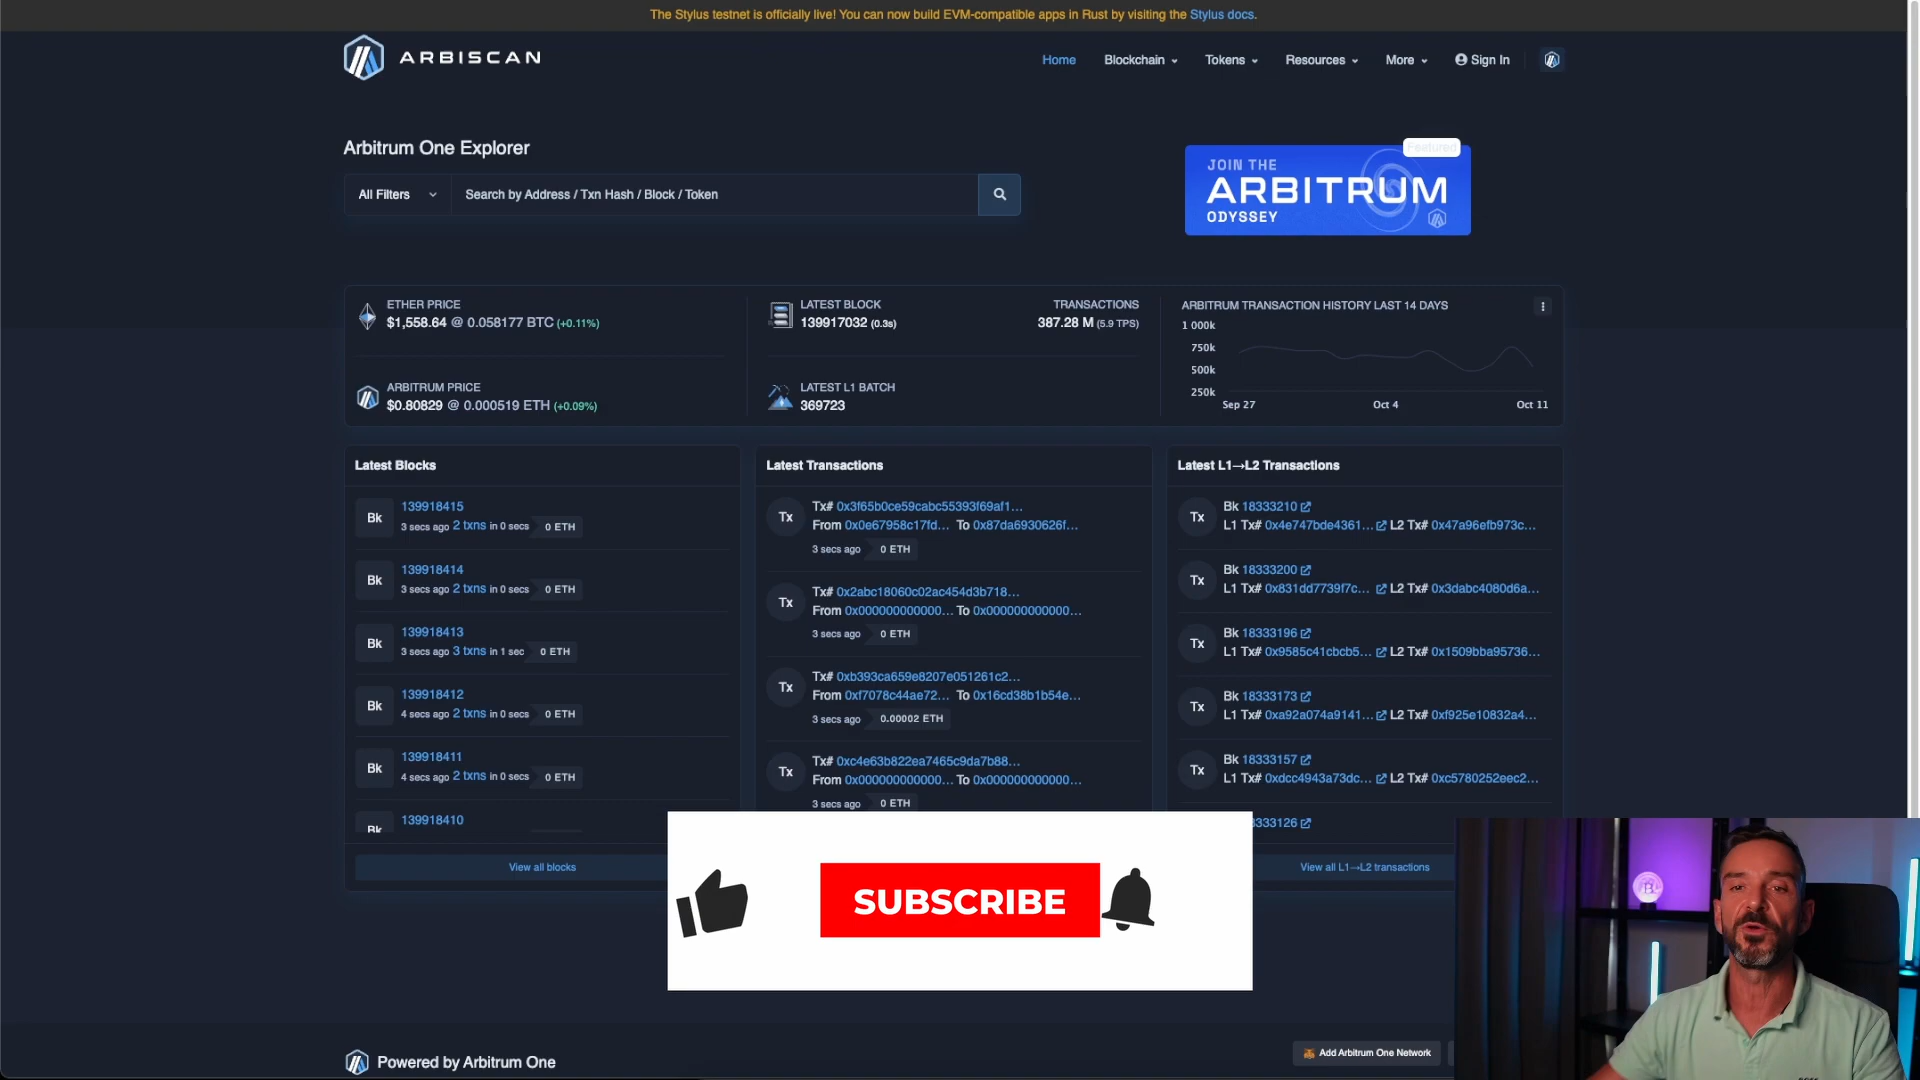 The Stylus testnet is officially live! You can now build EVM-compatible apps in Rust by visiting the Stylus docs.
ARBISCAN
Home
Blockchain
Tokens
Resources
More
Sign In
Arbitrum One Explorer
All Filters
Search by Address / Txn Hash / Block / Token
Featured
JOIN THE
ARBITRUM
ODYSSEY
ETHER PRICE
$1,558.64 @ 0.058177 BTC (+0.11%)
ARBITRUM PRICE
$0.80829 @ 0.000519 ETH (+0.09%)
LATEST BLOCK
139917032 (0.3s)
TRANSACTIONS
387.28 M (5.9 TPS)
LATEST L1 BATCH
369723
ARBITRUM TRANSACTION HISTORY LAST 14 DAYS
1 000k
750k
500k
250k
Sep 27
Oct 4
Oct 11
Latest Blocks
Bk
139918415
3 secs ago 2 txns in 0 secs 0 ETH
Bk
139918414
3 secs ago 2 txns in 0 secs 0 ETH
Bk
139918413
3 secs ago 3 txns in 1 sec 0 ETH
Bk
139918412
4 secs ago 2 txns in 0 secs 0 ETH
Bk
139918411
4 secs ago 2 txns in 0 secs 0 ETH
Bk
139918410
View all blocks
Latest Transactions
Tx
Tx# 0x3f65b0ce59cabc55393f69af1...
From 0x0e67958c17fd... To 0x87da6930626f...
3 secs ago 0 ETH
Tx
Tx# 0x2abc18060c02ac454d3b718...
From 0x000000000000... To 0x000000000000...
3 secs ago 0 ETH
Tx
Tx# 0xb393ca659e8207e051261c2...
From 0xf7078c44ae72... To 0x16cd38b1b54e...
3 secs ago 0.00002 ETH
Tx
Tx# 0xc4e63b822ea7465c9da7b88...
From 0x000000000000... To 0x000000000000...
3 secs ago 0 ETH
Latest L1→L2 Transactions
Tx
Bk 18333210
L1 Tx# 0x4e747bde4361... L2 Tx# 0x47a96efb973c...
Tx
Bk 18333200
L1 Tx# 0x831dd7739f7c... L2 Tx# 0x3dabc4080d6a...
Tx
Bk 18333196
L1 Tx# 0x9585c41cbcb5... L2 Tx# 0x1509bba95736...
Tx
Bk 18333173
L1 Tx# 0xa92a074a9141... L2 Tx# 0xf925e10832a4...
Tx
Bk 18333157
L1 Tx# 0xdcc4943a73dc... L2 Tx# 0xc5780252eec2...
3333126
View all L1→L2 transactions
SUBSCRIBE
Powered by Arbitrum One
Add Arbitrum One Network